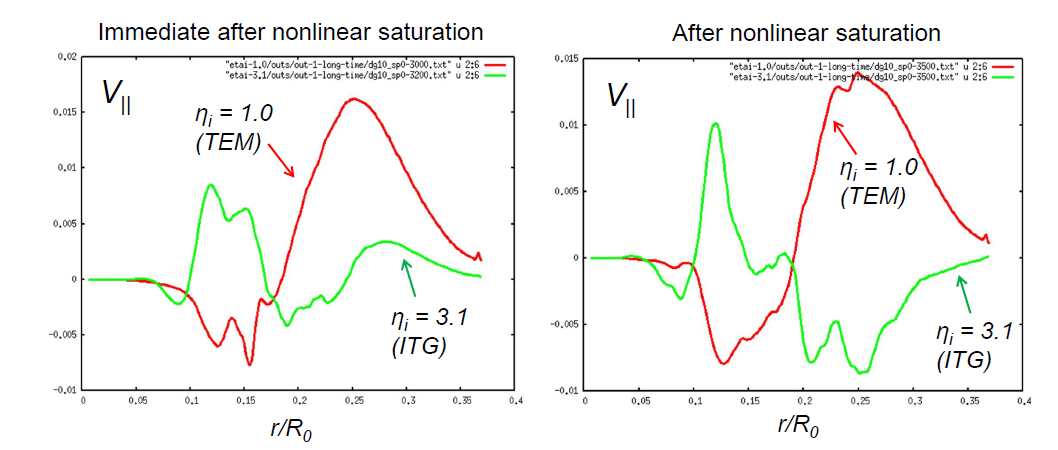 Immediate after nonlinear saturation
"etai-1.0/outs/out-1-long-time/dg10_sp0-3000.txt" u 2:6
"etai-3.1/outs/out-1-long-time/dg10_sp0-3200.txt" u 2:6
V||
ηi = 1.0
(TEM)
ηi = 3.1
(ITG)
0.02
0.015
0.01
0.005
0
-0.005
-0.01
0
0.05
0.1
0.15
0.2
0.25
0.3
0.35
0.4
r/R0
After nonlinear saturation
"etai-1.0/outs/out-1-long-time/dg10_sp0-3500.txt" u 2:6
"etai-3.1/outs/out-1-long-time/dg10_sp0-3500.txt" u 2:6
V||
ηi = 1.0
(TEM)
ηi = 3.1
(ITG)
0.015
0.01
0.005
0
-0.005
-0.01
0
0.05
0.1
0.15
0.2
0.25
0.3
0.35
0.4
r/R0